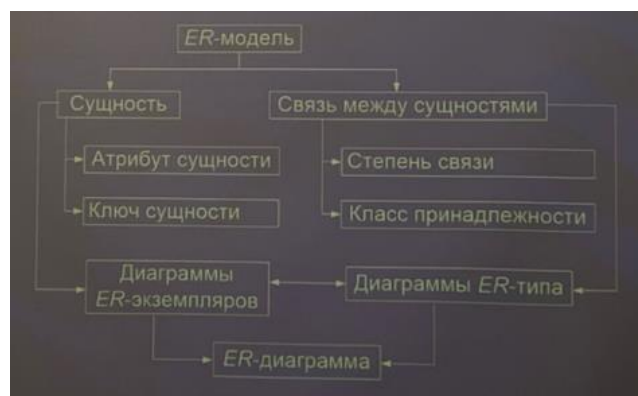 ER-модель
Сущность
Связь между сущностями
Атрибут сущности
Степень связи
Ключ сущности
Класс принадлежности
Диаграммы
ER-экземпляров
Диаграммы ER-типа
ER-диаграмма